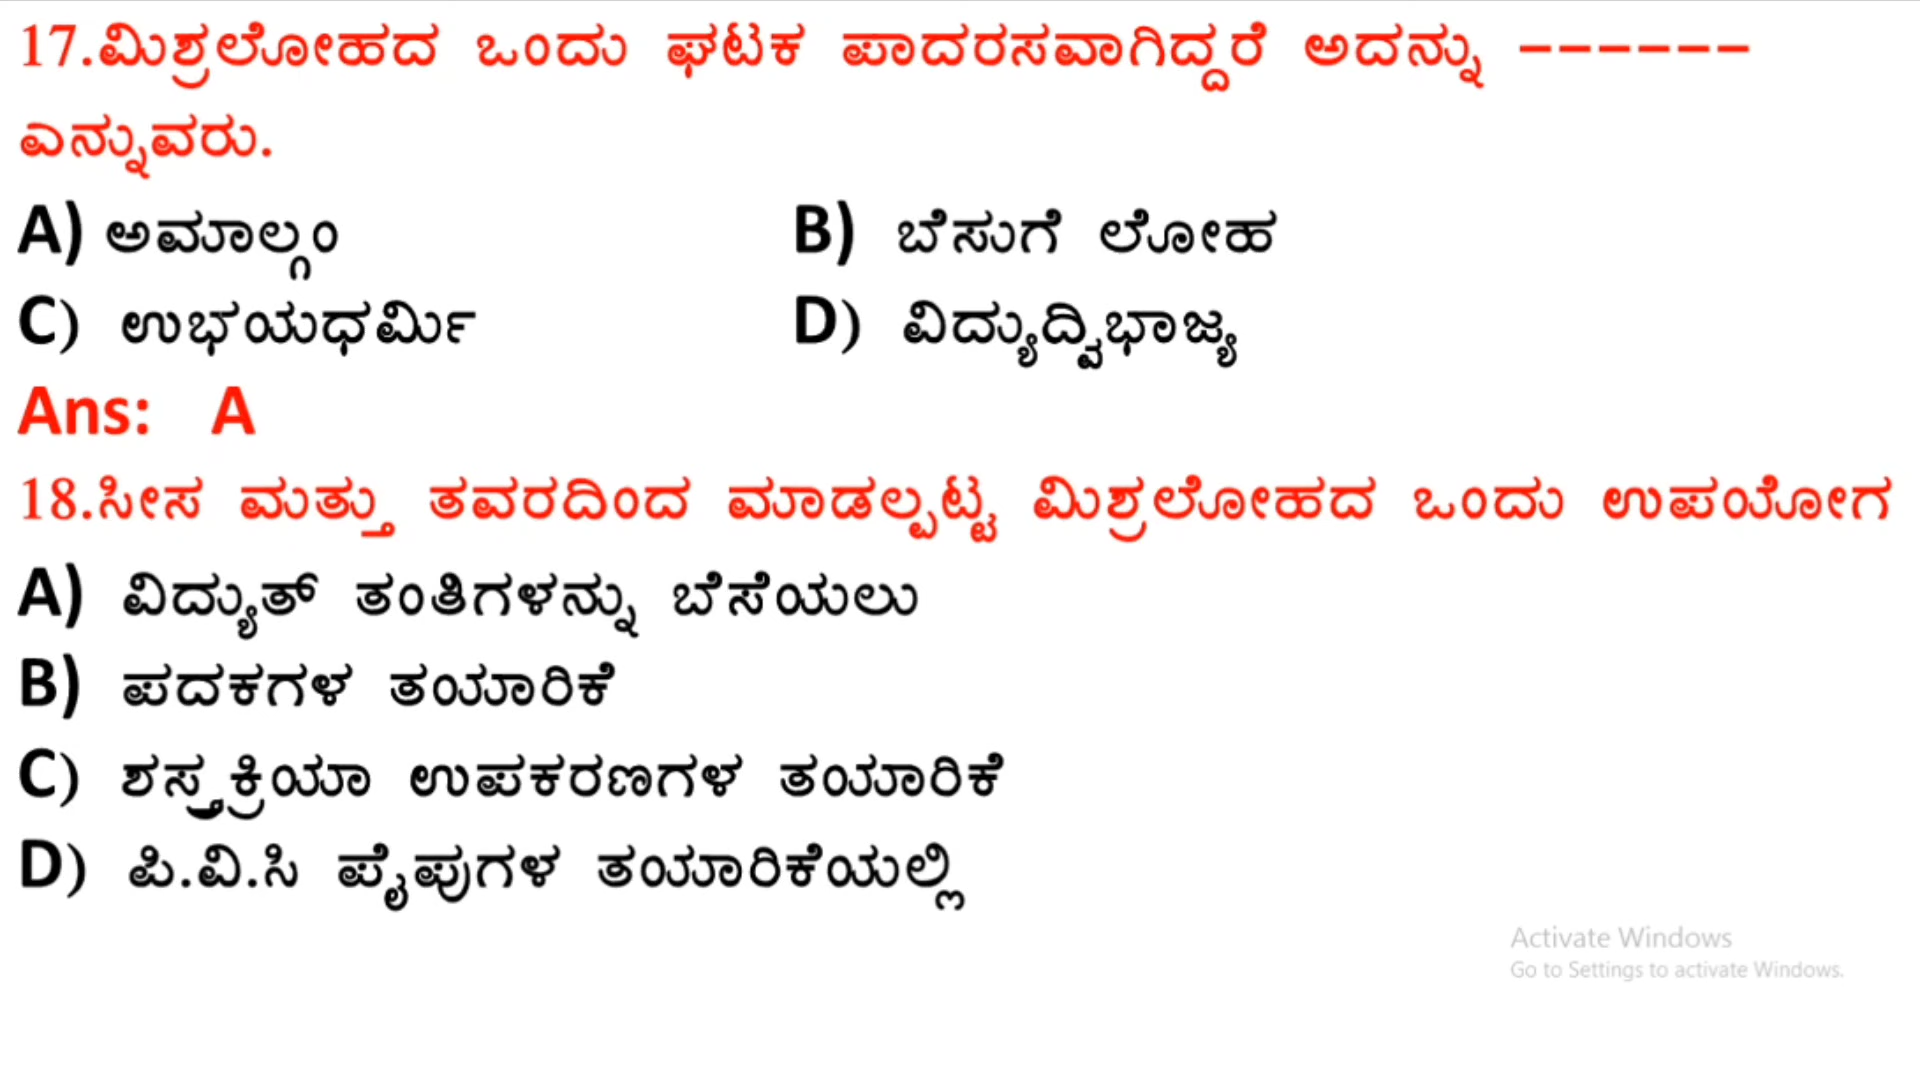 17.ಮಿಶ್ರಲೋಹದ ಒಂದು ಘಟಕ ಪಾದರಸವಾಗಿದ್ದರೆ ಅದನ್ನು ------
ಎನ್ನುವರು.
A) ಅಮಾಲ್ಗಂ B) ಬೆಸುಗೆ ಲೋಹ
C) ಉಭಯಧರ್ಮಿ D) ವಿದ್ಯುದ್ವಿಭಾಜ್ಯ
Ans: A
18.ಸೀಸ ಮತ್ತು ತವರದಿಂದ ಮಾಡಲ್ಪಟ್ಟ ಮಿಶ್ರಲೋಹದ ಒಂದು ಉಪಯೋಗ
A) ವಿದ್ಯುತ್ ತಂತಿಗಳನ್ನು ಬೆಸೆಯಲು
B) ಪದಕಗಳ ತಯಾರಿಕೆ
C) ಶಸ್ತ್ರಕ್ರಿಯಾ ಉಪಕರಣಗಳ ತಯಾರಿಕೆ
D) ಪಿ.ವಿ.ಸಿ ಪೈಪುಗಳ ತಯಾರಿಕೆಯಲ್ಲಿ
Activate Windows
Go to Settings to activate Windows.